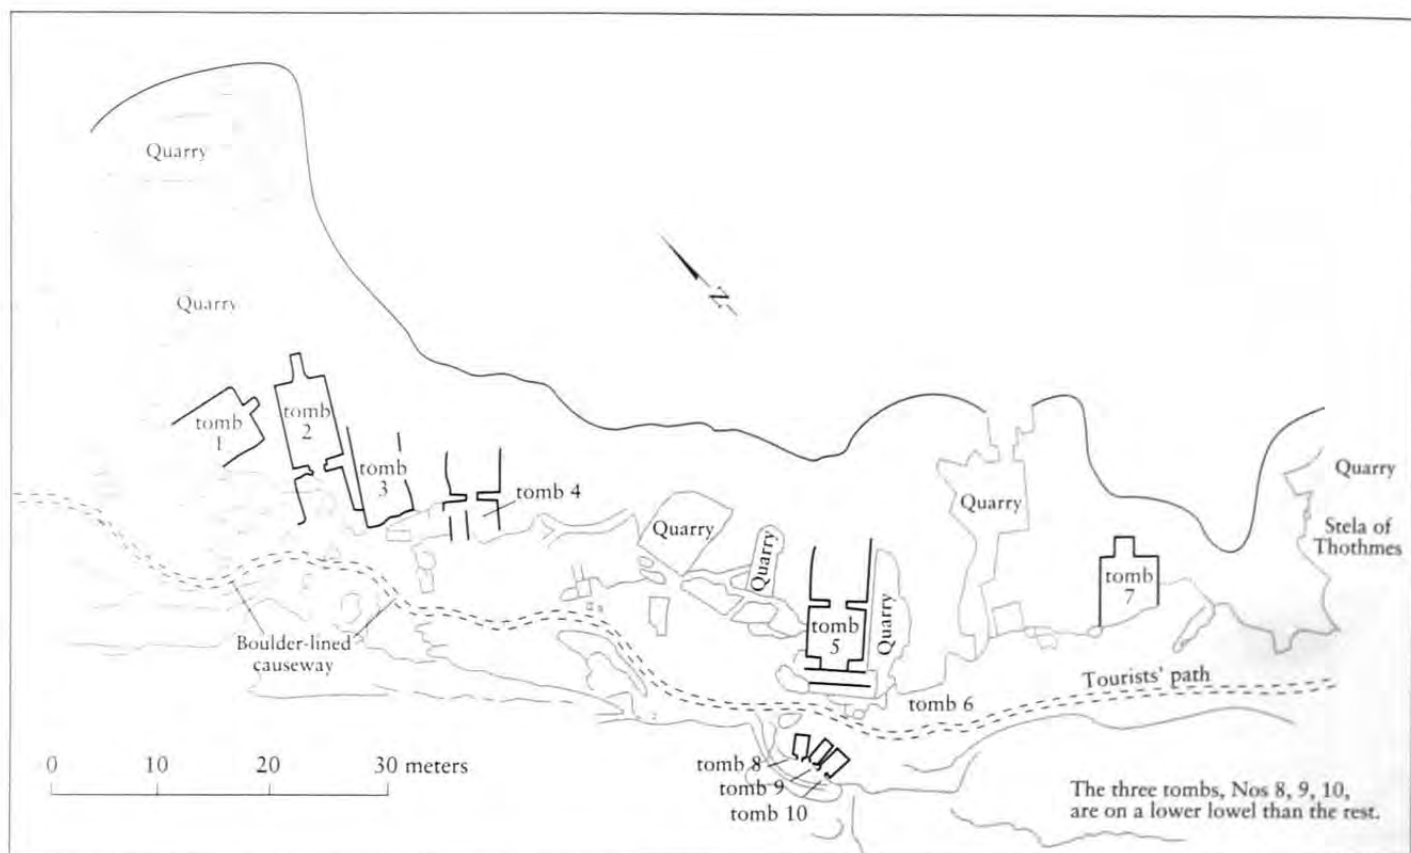 Quarry
Quarry
N
tomb
1
tomb
2
tomb
3
tomb 4
Quarry
Quarry
tomb
5
Quarry
Quarry
tomb
7
Quarry
Stela of
Thothmes
Boulder-lined
causeway
Tourists' path
tomb 6
tomb 8
tomb 9
tomb 10
0 10 20 30 meters
The three tombs, Nos 8, 9, 10,
are on a lower lowel than the rest.